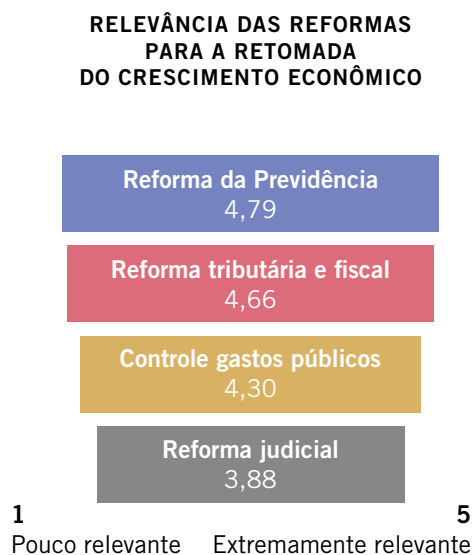 RELEVÂNCIA DAS REFORMAS
PARA A RETOMADA
DO CRESCIMENTO ECONÔMICO
Reforma da Previdência
4,79
Reforma tributária e fiscal
4,66
Controle gastos públicos
4,30
Reforma judicial
3,88
1 5
Pouco relevante Extremamente relevante